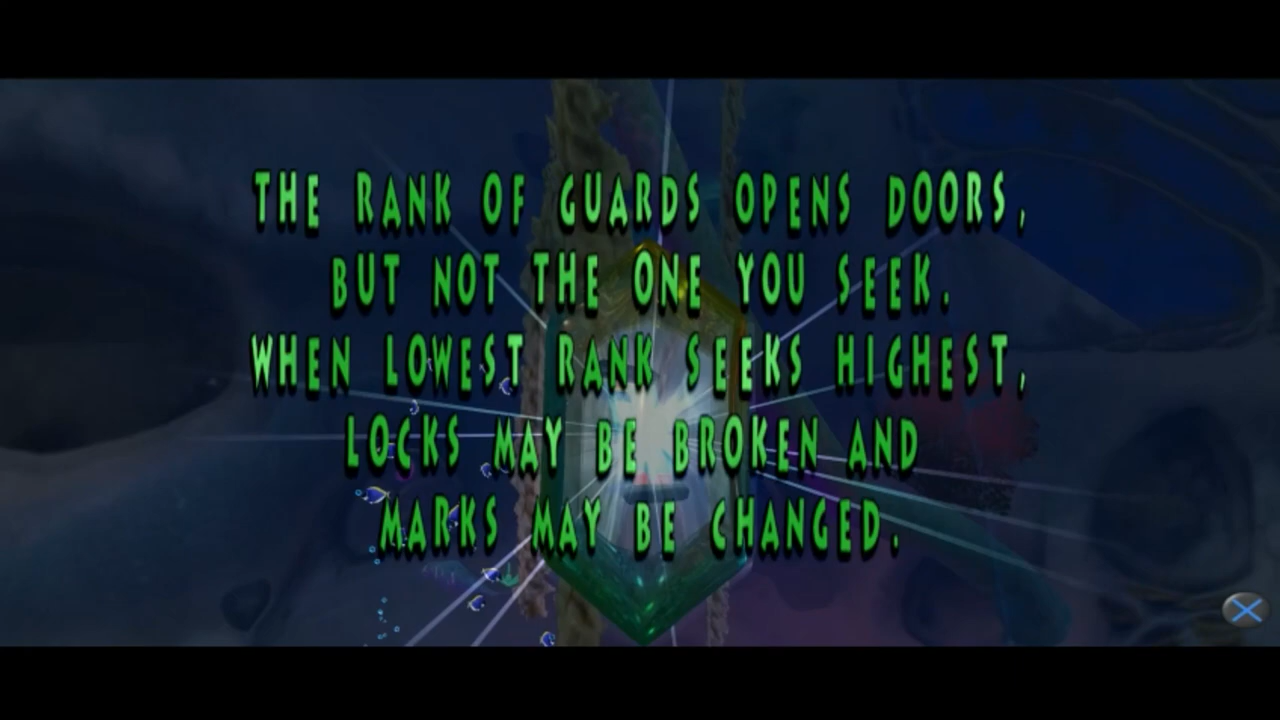 THE RANK OF GUARDS OPENS DOORS,
BUT NOT THE ONE YOU SEEK.
WHEN LOWEST RANK SEEKS HIGHEST,
LOCKS MAY BE BROKEN AND
MARKS MAY BE CHANGED.